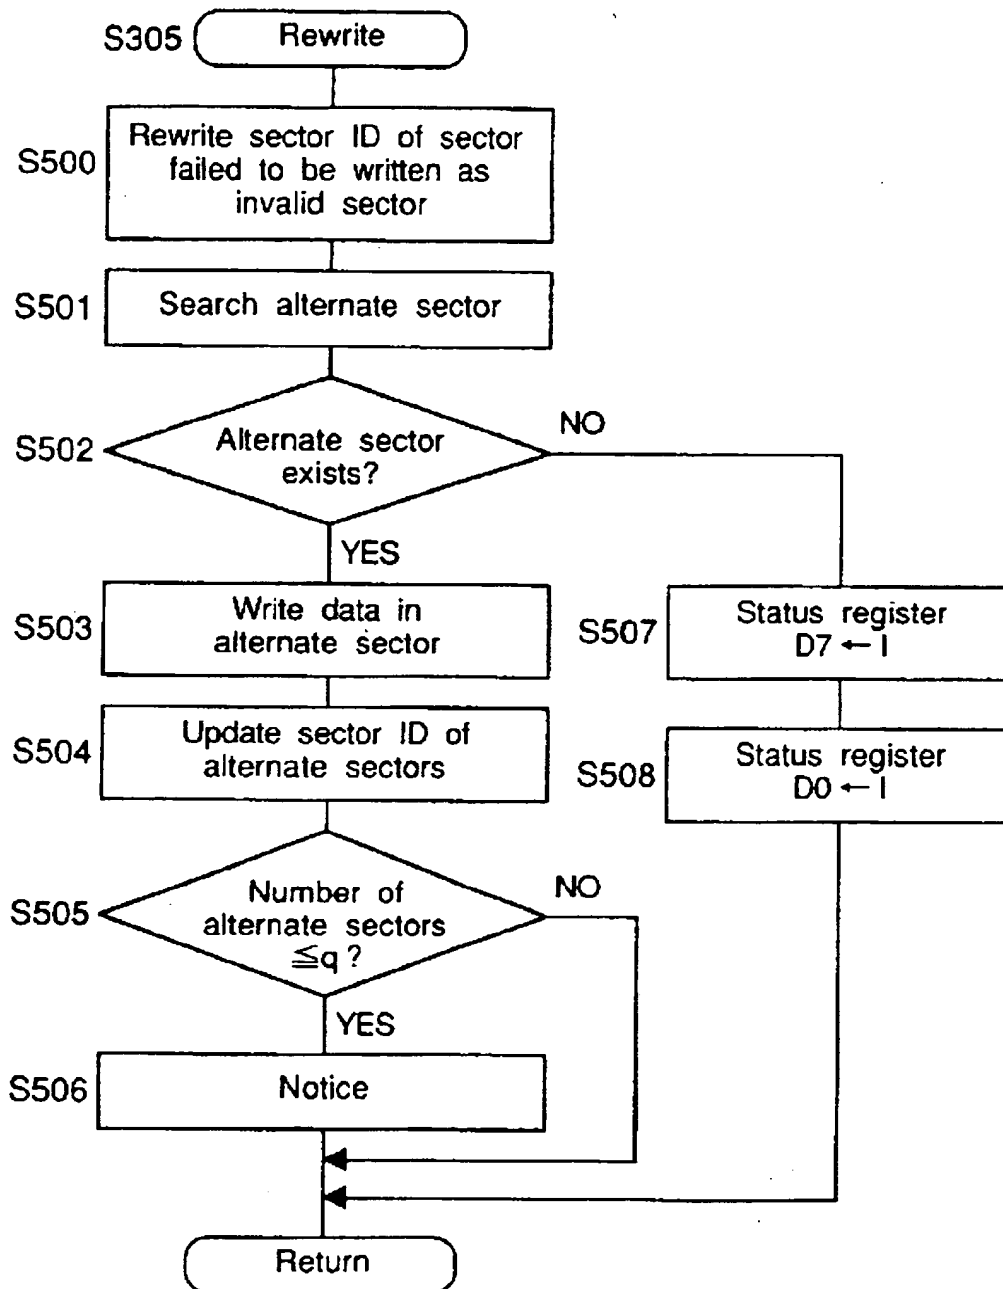 S305
Rewrite
S500
Rewrite sector ID of sector
failed to be written as
invalid sector
S501
Search alternate sector
S502
Alternate sector
exists?
NO
YES
S503
Write data in
alternate sector
S507
Status register
D7 ← I
S504
Update sector ID of
alternate sectors
S508
Status register
D0 ← I
S505
Number of
alternate sectors
≦q ?
NO
YES
S506
Notice
Return